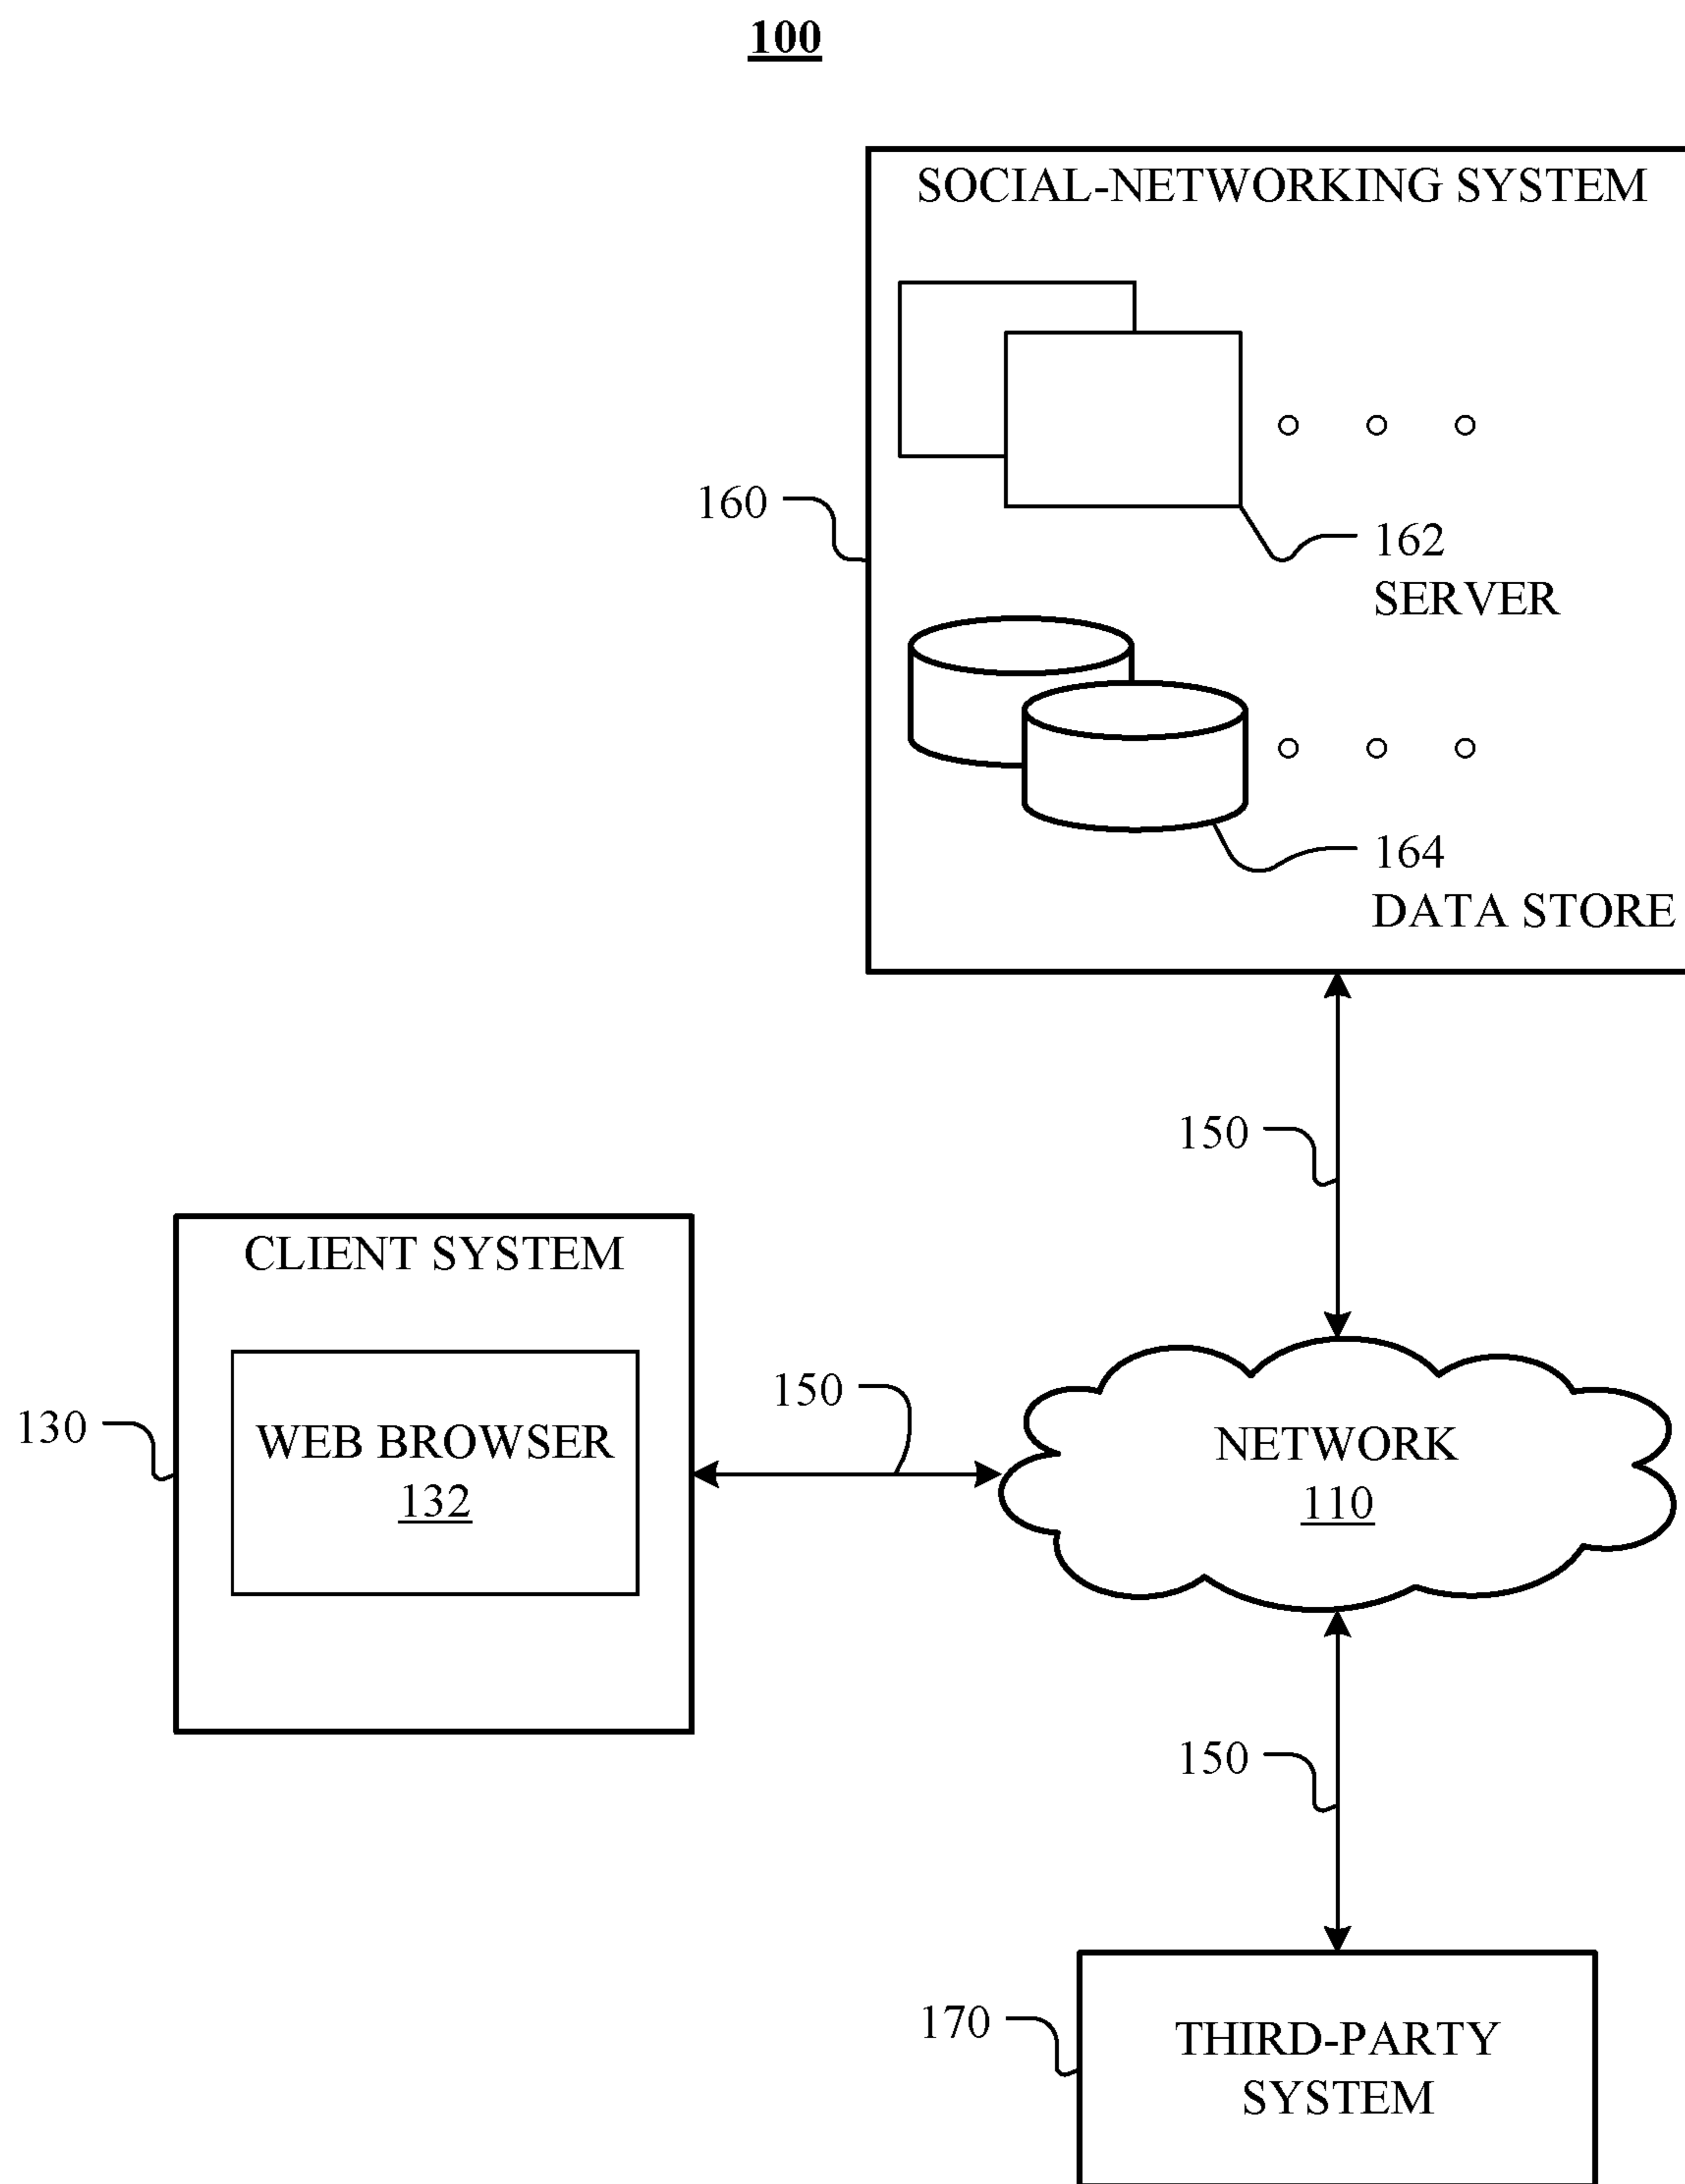 100
SOCIAL-NETWORKING SYSTEM
160
162
SERVER
164
DATA STORE
150
CLIENT SYSTEM
130
WEB BROWSER
132
150
NETWORK
110
150
170
THIRD-PARTY
SYSTEM